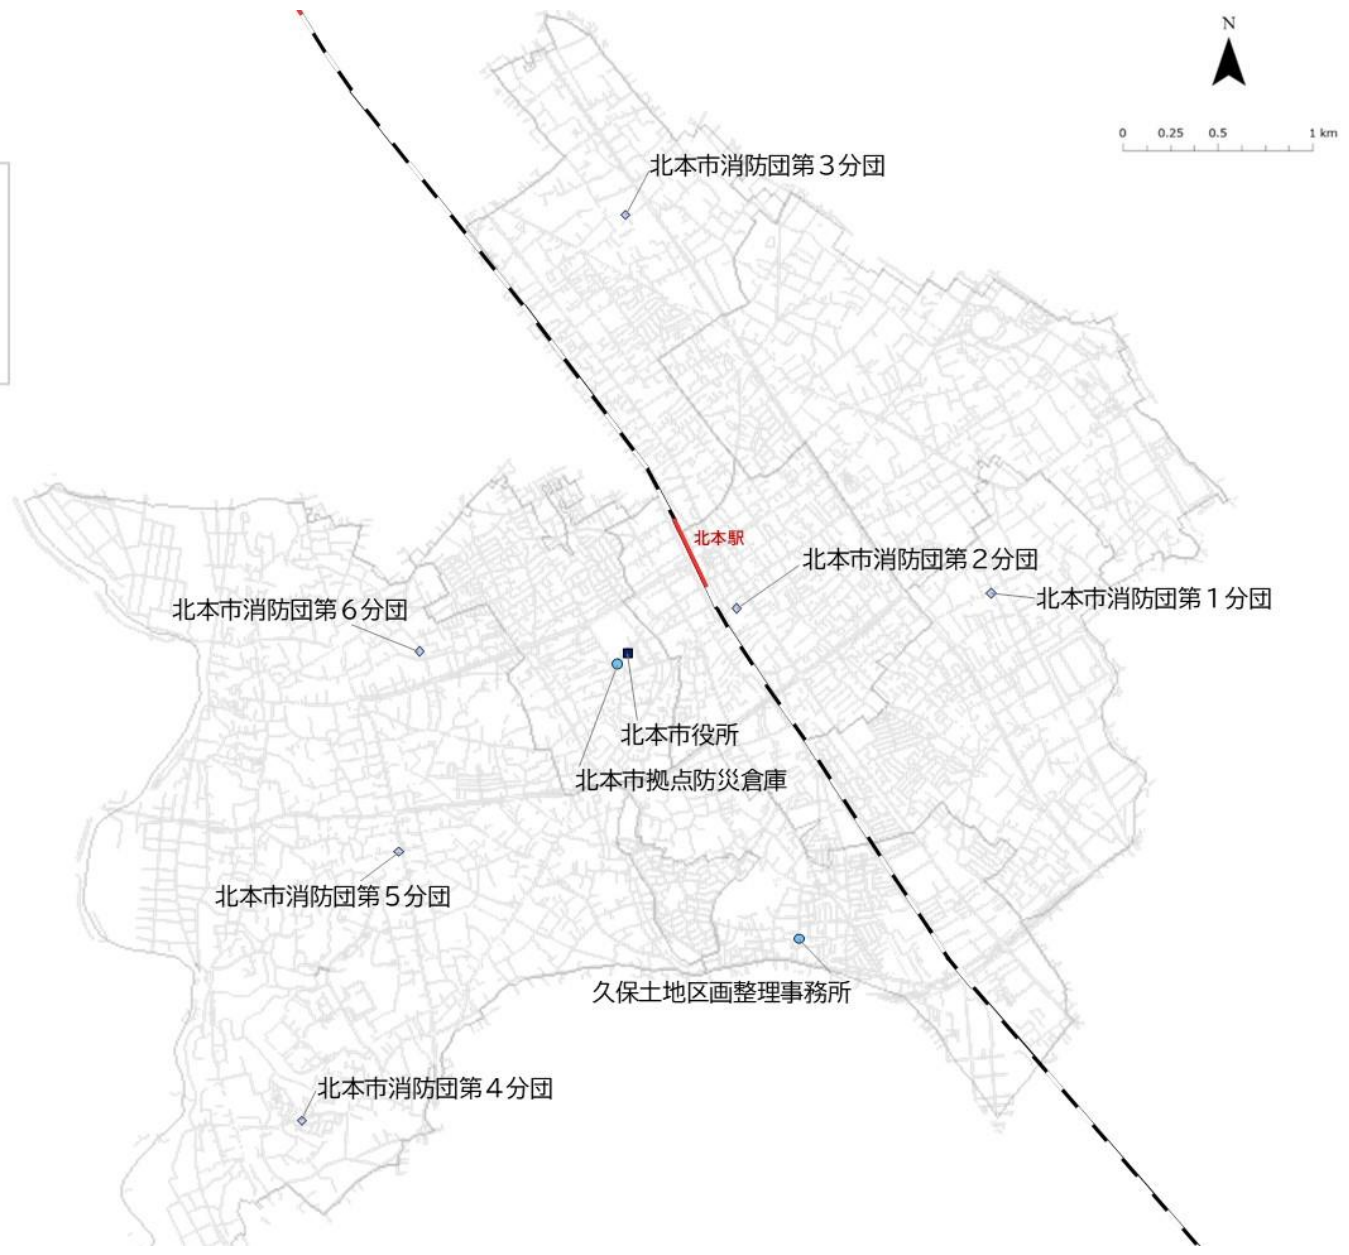 N
0 0.25 0.5 1 km
北本市消防団第３分団
北本駅
北本市消防団第２分団
北本市消防団第１分団
北本市消防団第６分団
北本市役所
北本市拠点防災倉庫
北本市消防団第５分団
久保土地区画整理事務所
北本市消防団第４分団